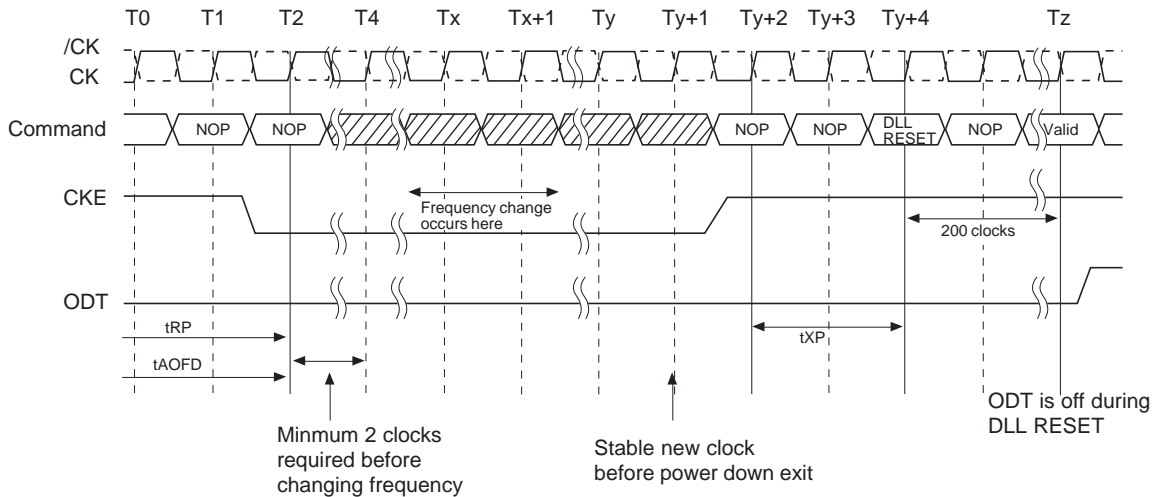 T0 T1 T2 T4 Tx Tx+1 Ty Ty+1 Ty+2 Ty+3 Ty+4 Tz
/CK
CK
Command
NOP NOP NOP NOP DLL RESET NOP Valid
CKE
Frequency change
occurs here
200 clocks
ODT
tRP
tXP
tAOFD
ODT is off during
DLL RESET
Minmum 2 clocks
required before
changing frequency
Stable new clock
before power down exit